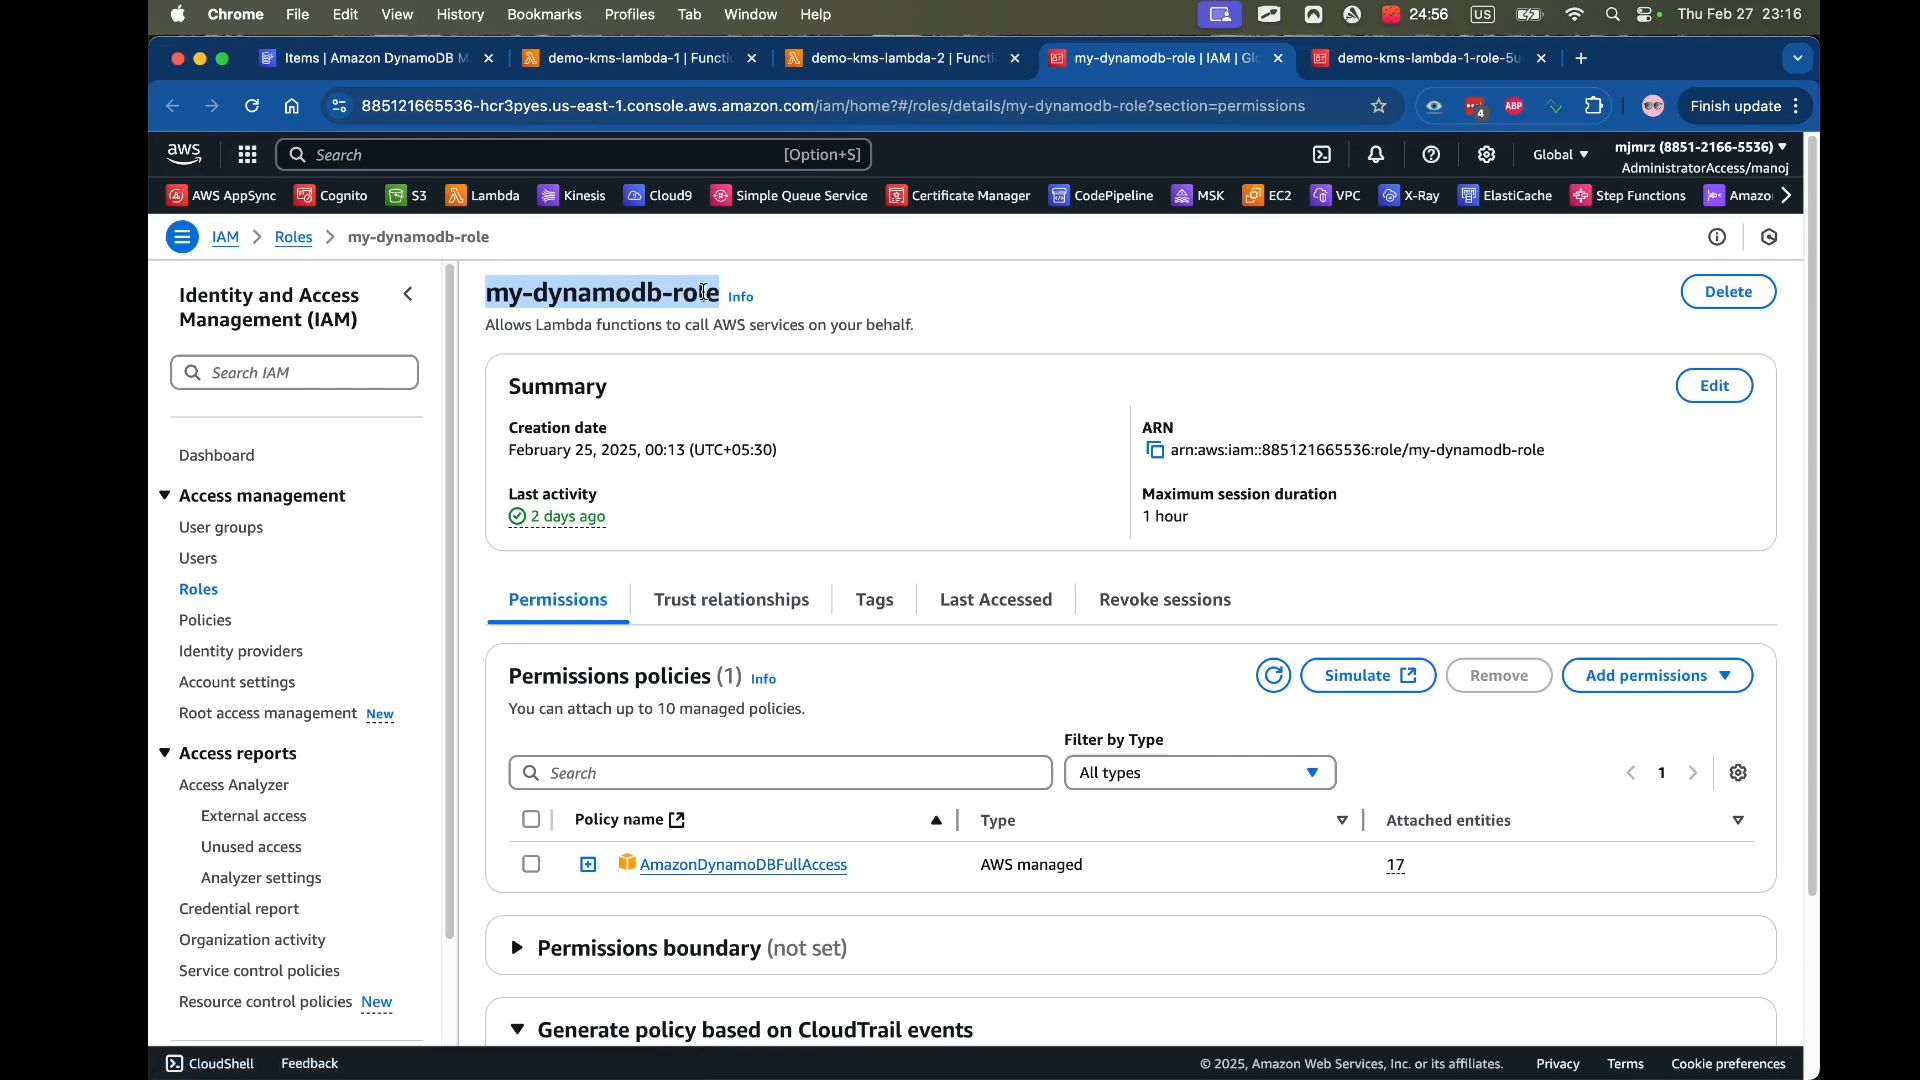 Chrome File Edit View History Bookmarks Profiles Tab Window Help 24:56 US Thu Feb 27 23:16
Items | Amazon DynamoDB M demo-kms-lambda-1 | Functi demo-kms-lambda-2 | Functi my-dynamodb-role | IAM | Gl demo-kms-lambda-1-role-5u
885121665536-hcr3pyes.us-east-1.console.aws.amazon.com/iam/home?#/roles/details/my-dynamodb-role?section=permissions 4 ABP Finish update
aws Search [Option+S] Global mjmrz (8851-2166-5536)
AdministratorAccess/manoj
AWS AppSync Cognito S3 Lambda Kinesis Cloud9 Simple Queue Service Certificate Manager CodePipeline MSK EC2 VPC X-Ray ElastiCache Step Functions Amazo
IAM Roles my-dynamodb-role
Identity and Access
Management (IAM)
Search IAM
Dashboard
Access management
User groups
Users
Roles
Policies
Identity providers
Account settings
Root access management New
Access reports
Access Analyzer
External access
Unused access
Analyzer settings
Credential report
Organization activity
Service control policies
Resource control policies New
my-dynamodb-role Info
Delete
Allows Lambda functions to call AWS services on your behalf.
Summary
Edit
Creation date
February 25, 2025, 00:13 (UTC+05:30)
ARN
arn:aws:iam::885121665536:role/my-dynamodb-role
Last activity
2 days ago
Maximum session duration
1 hour
Permissions Trust relationships Tags Last Accessed Revoke sessions
Permissions policies (1) Info
Simulate Remove Add permissions
You can attach up to 10 managed policies.
Filter by Type
Search All types 1
Policy name Type Attached entities
AmazonDynamoDBFullAccess AWS managed 17
Permissions boundary (not set)
Generate policy based on CloudTrail events
CloudShell Feedback © 2025, Amazon Web Services, Inc. or its affiliates. Privacy Terms Cookie preferences